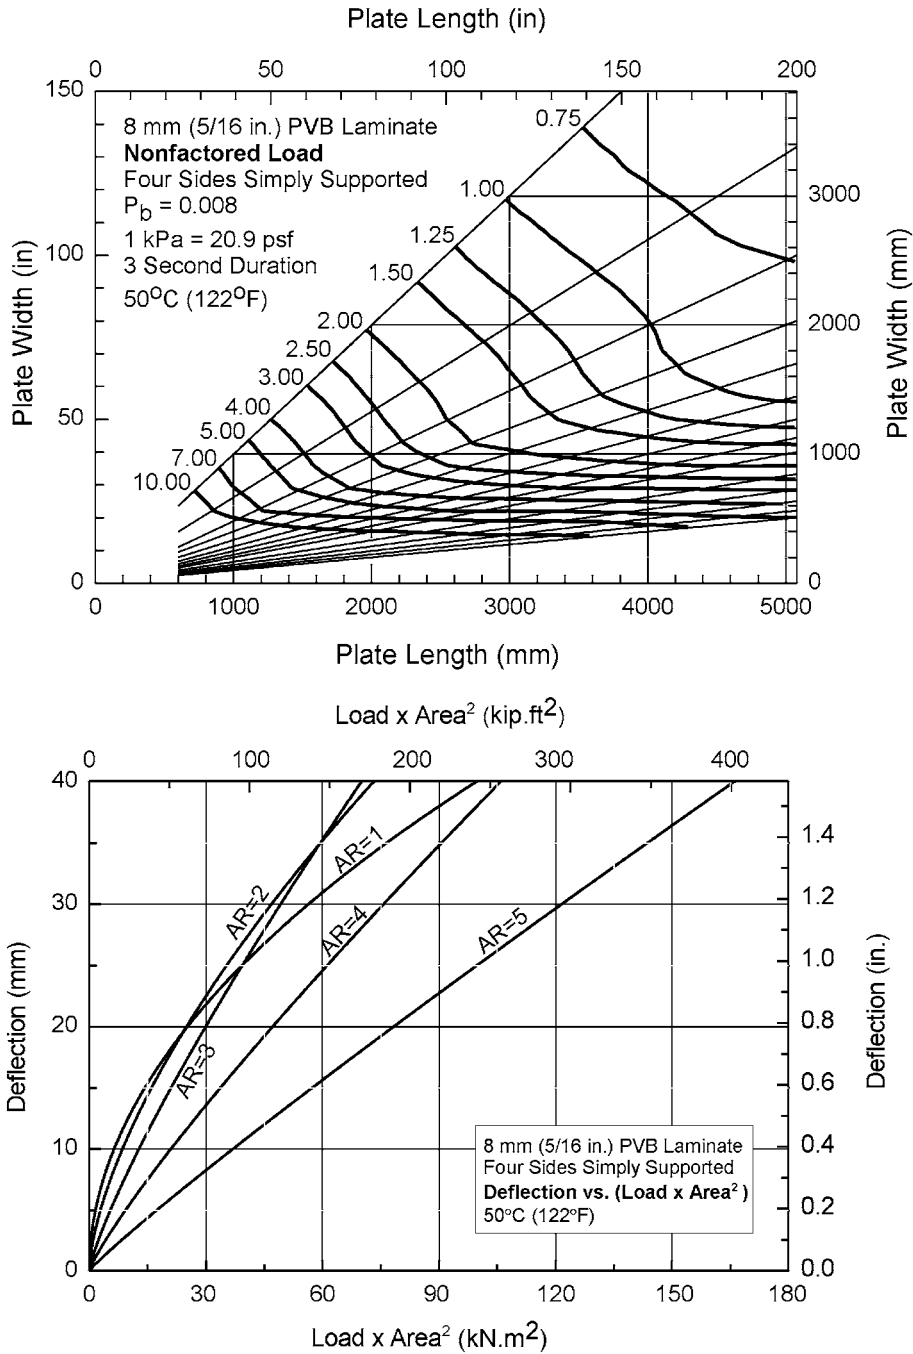 Plate Length (in)
0 50 100 150 200
150
100
50
0
Plate Width (in)
8 mm (5/16 in.) PVB Laminate
Nonfactored Load
Four Sides Simply Supported
Pb = 0.008
1 kPa = 20.9 psf
3 Second Duration
50ºC (122ºF)
0.75
1.00
1.25
1.50
2.00
2.50
3.00
4.00
5.00
7.00
10.00
3000
2000
1000
0
Plate Width (mm)
0 1000 2000 3000 4000 5000
Plate Length (mm)
Load x Area² (kip.ft²)
0 100 200 300 400
40
30
20
10
0
Deflection (mm)
AR=1
AR=2
AR=4
AR=5
AR=3
1.4
1.2
1.0
0.8
0.6
0.4
0.2
0.0
Deflection (in.)
8 mm (5/16 in.) PVB Laminate
Four Sides Simply Supported
Deflection vs. (Load x Area²)
50°C (122°F)
0 30 60 90 120 150 180
Load x Area² (kN.m²)